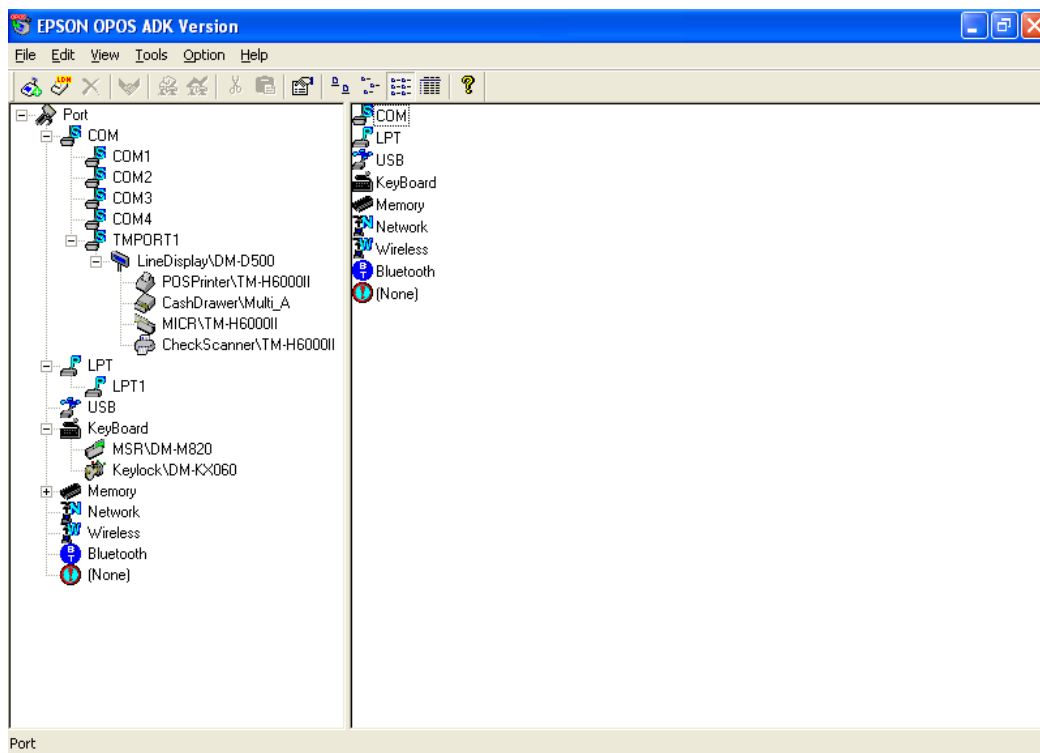 EPSON OPOS ADK Version
File Edit View Tools Option Help
Port
COM
COM1
COM2
COM3
COM4
TMPORT1
LineDisplay\DM-D500
POSPrinter\TM-H6000II
CashDrawer\Multi_A
MICR\TM-H6000II
CheckScanner\TM-H6000II
LPT
LPT1
USB
KeyBoard
MSR\DM-M820
Keylock\DM-KX060
Memory
Network
Wireless
Bluetooth
(None)
COM
LPT
USB
KeyBoard
Memory
Network
Wireless
Bluetooth
(None)
Port